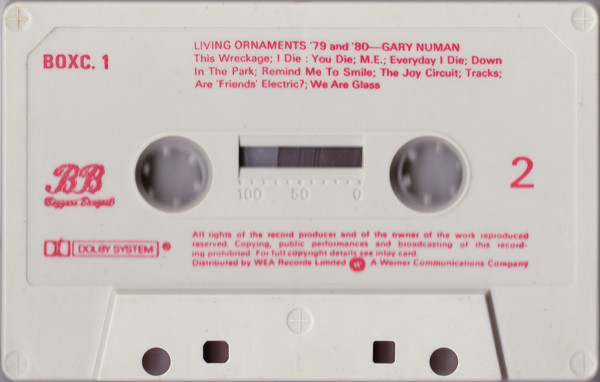 LIVING ORNAMENTS '79 and '80—GARY NUMAN
BOXC. 1
This Wreckage; I Die : You Die; M.E.; Everyday I Die; Down
In The Park; Remind Me To Smile; The Joy Circuit; Tracks;
Are 'Friends' Electric?; We Are Glass
100 50 0
BB
Beggars Banquet
2
All rights of the record producer and of the owner of the work reproduced
reserved. Copying, public performances and broadcasting of this record-
ing prohibited. For full copyright details see inlay card.
DOLBY SYSTEM ®
Distributed by WEA Records Limited W A Warner Communications Company